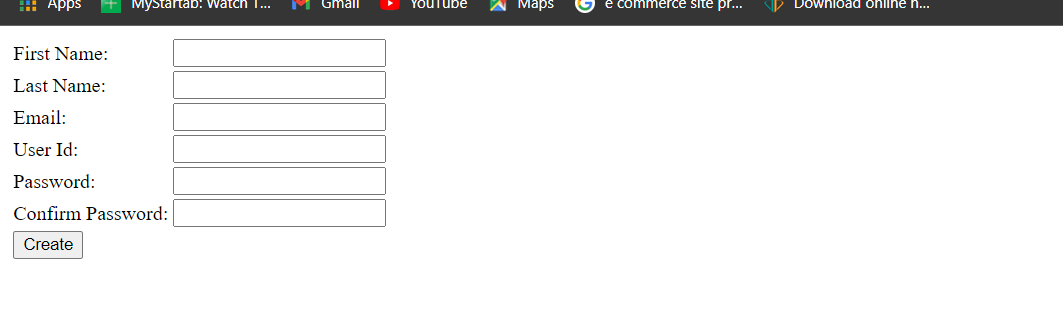 Apps MyStartab: Watch T... Gmail YouTube Maps e commerce site pr... Download online n...
First Name:
Last Name:
Email:
User Id:
Password:
Confirm Password:
Create